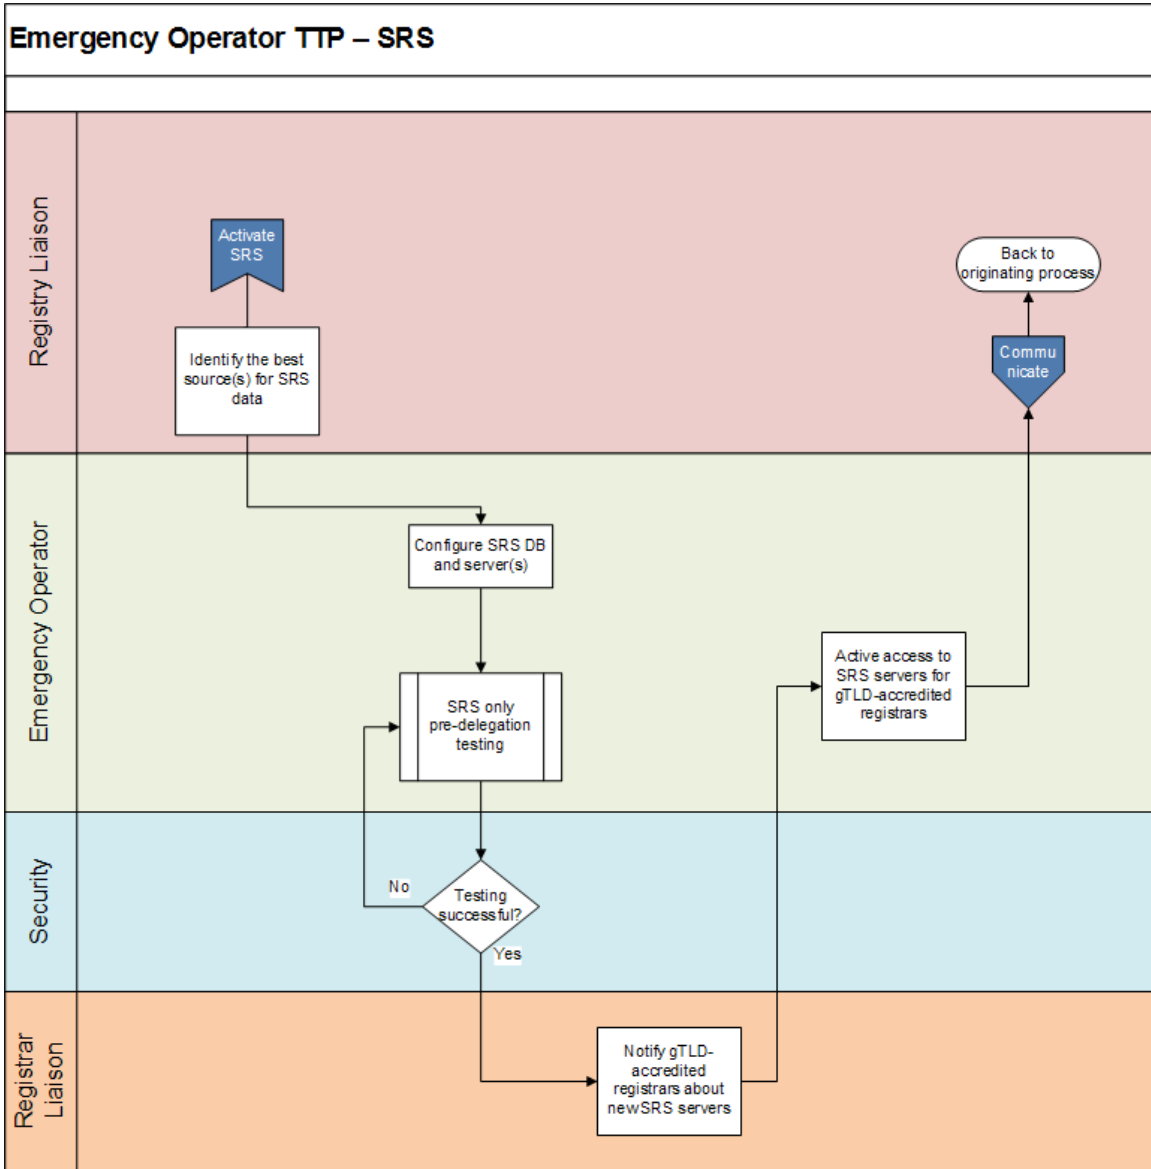 Emergency Operator TTP – SRS
Registry Liaison
Activate
SRS
Identify the best
source(s) for SRS
data
Back to
originating process
Commu
nicate
Emergency Operator
Configure SRS DB
and server(s)
SRS only
pre-delegation
testing
Active access to
SRS servers for
gTLD-accredited
registrars
Security
No
Testing
successful?
Yes
Registrar
Liaison
Notify gTLD-
accredited
registrars about
new SRS servers